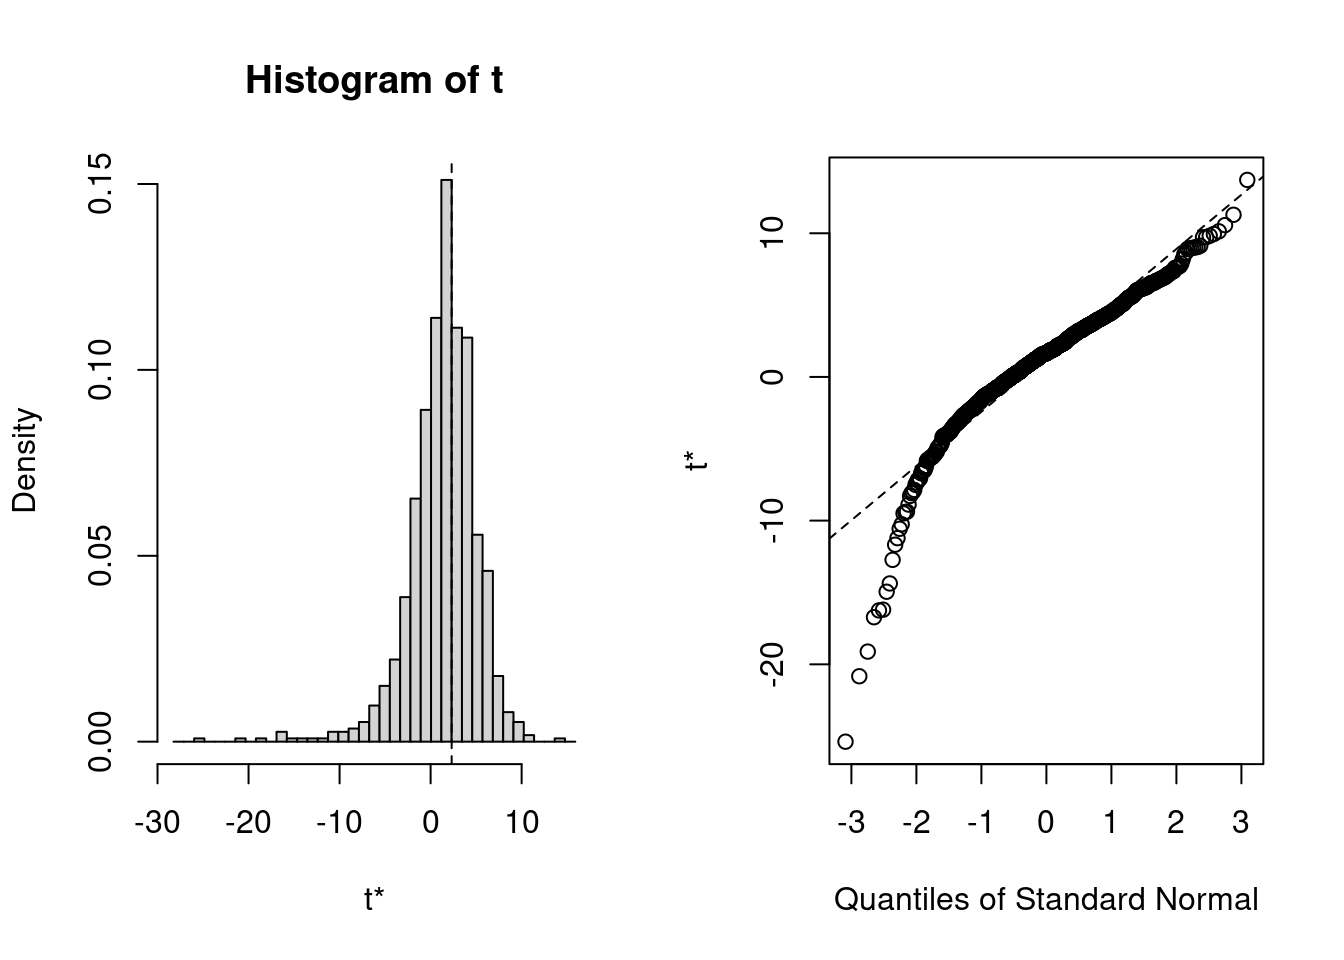 Histogram of t
Density
0.00 0.05 0.10 0.15
-30 -20 -10 0 10
t*
t*
-20 -10 0 10
-3 -2 -1 0 1 2 3
Quantiles of Standard Normal